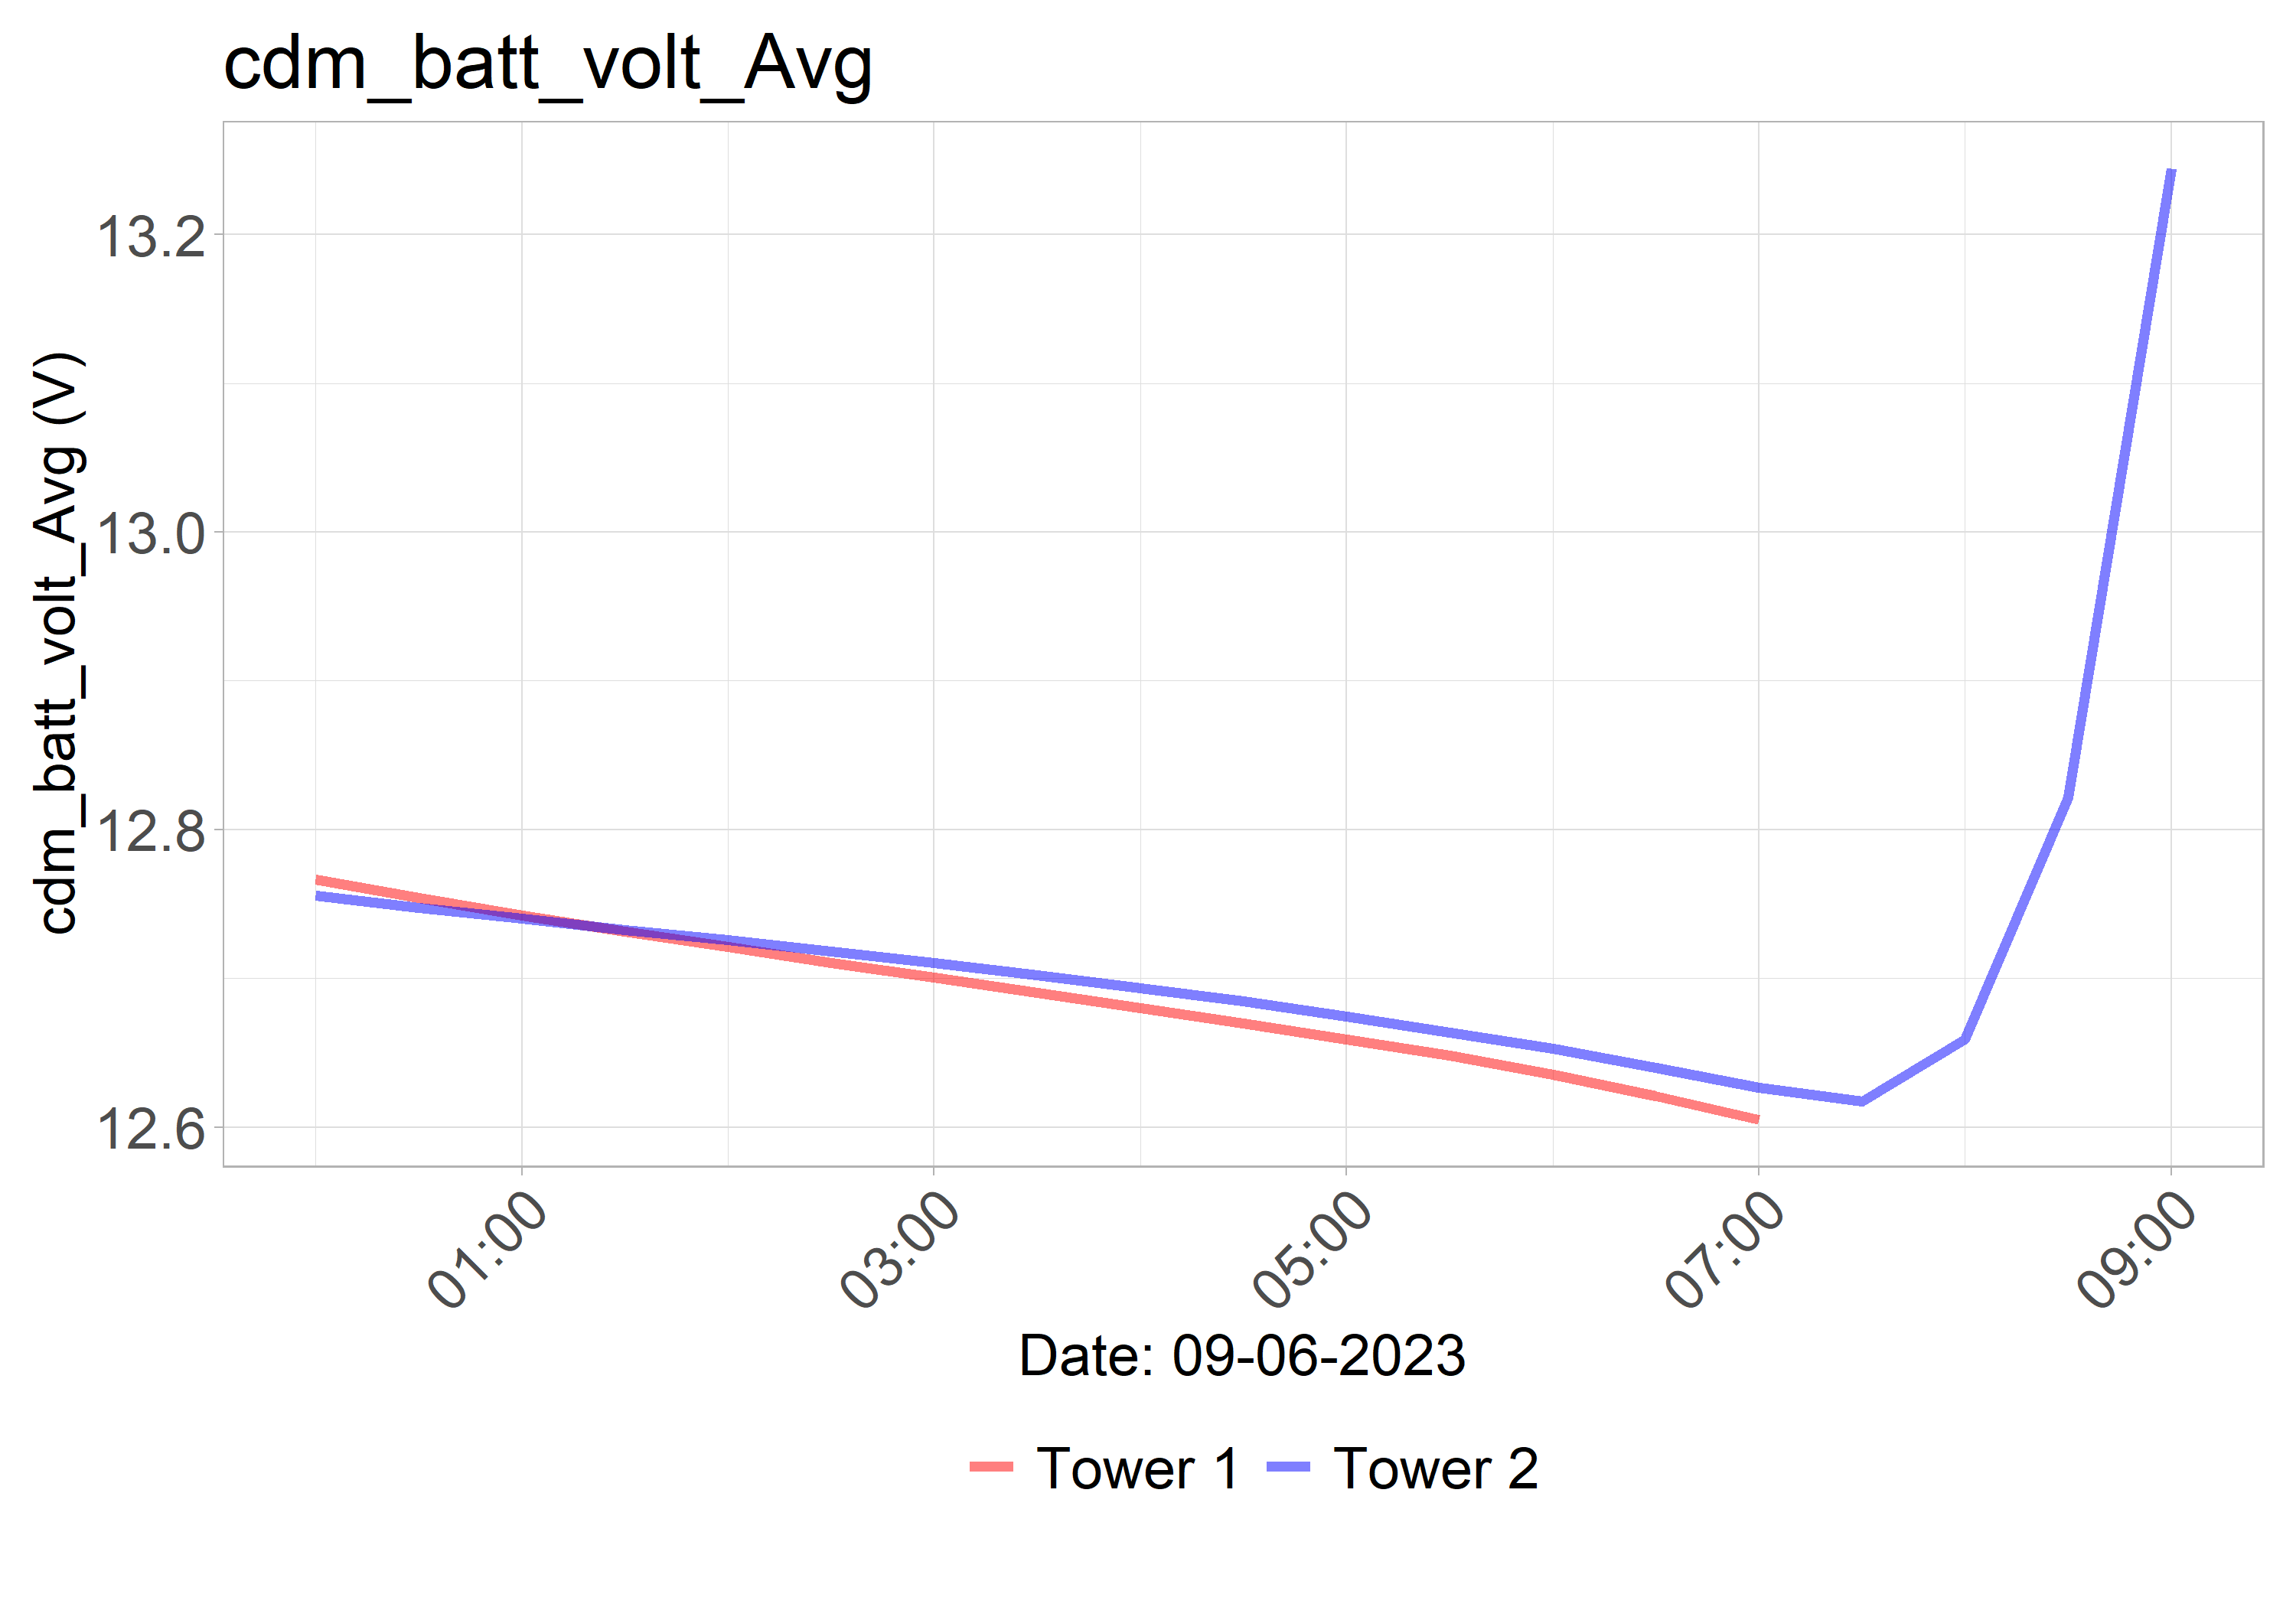 cdm_batt_volt_Avg
cdm_batt_volt_Avg (V)
13.2
13.0
12.8
12.6
01:00
03:00
05:00
07:00
09:00
Date: 09-06-2023
Tower 1
Tower 2